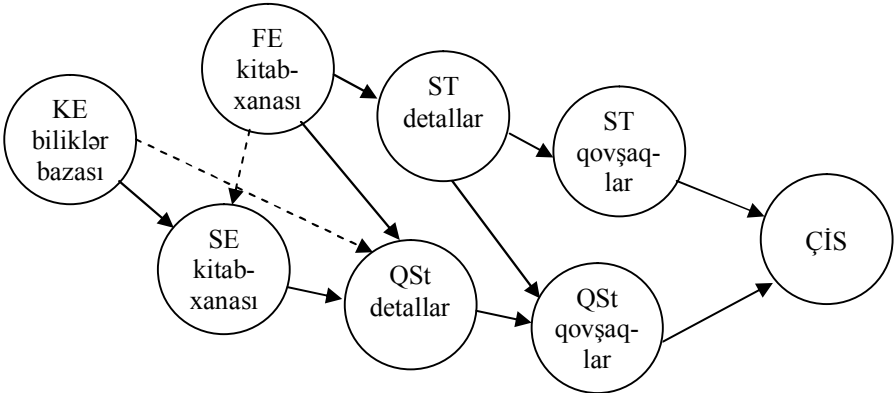 FE
kitab-
xanası
KE
biliklər
bazası
ST
detallar
ST
qovşaq-
lar
SE
kitab-
xanası
QSt
detallar
QSt
qovşaq-
lar
ÇİS